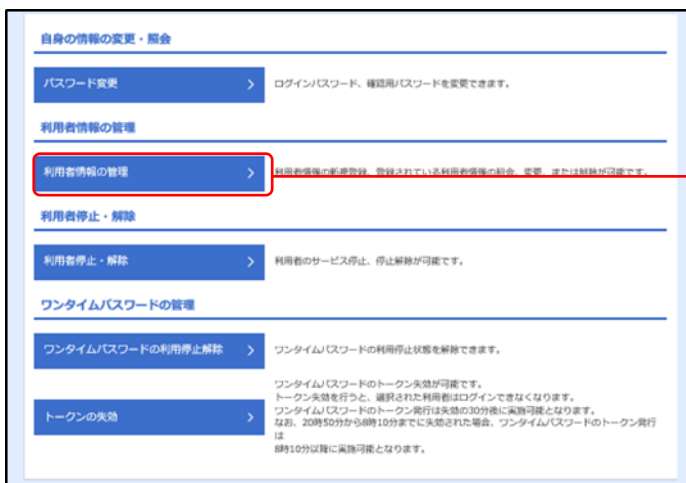 自身の情報の変更・照会
パスワード変更
ログインパスワード、確認用パスワードを変更できます。
利用者情報の管理
利用者情報の管理
利用者情報の新規登録、登録されている利用者情報の照会、変更、または解除が可能です。
利用者停止・解除
利用者停止・解除
利用者のサービス停止、停止解除が可能です。
ワンタイムパスワードの管理
ワンタイムパスワードの利用停止解除
ワンタイムパスワードの利用停止状態を解除できます。
トークンの失効
ワンタイムパスワードのトークン失効が可能です。
トークン失効を行うと、選択された利用者はログインできなくなります。
ワンタイムパスワードのトークン発行は失効の30分後に実施可能となります。
なお、20時50分から8時10分までに失効された場合、ワンタイムパスワードのトークン発行
は
8時10分以降に実施可能となります。